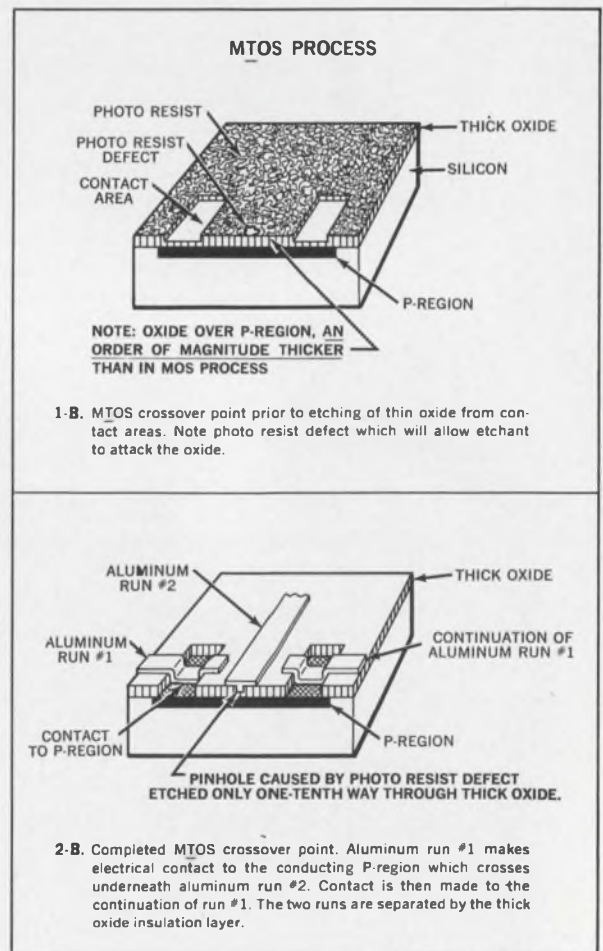 MTOS PROCESS
PHOTO RESIST
PHOTO RESIST
DEFECT
CONTACT
AREA
THICK OXIDE
SILICON
P-REGION
NOTE: OXIDE OVER P-REGION, AN
ORDER OF MAGNITUDE THICKER
THAN IN MOS PROCESS
1-B. MTOS crossover point prior to etching of thin oxide from con-
tact areas. Note photo resist defect which will allow etchant
to attack the oxide.
ALUMINUM
RUN #2
THICK OXIDE
ALUMINUM
RUN #1
CONTINUATION OF
ALUMINUM RUN #1
CONTACT
TO P-REGION
P-REGION
PINHOLE CAUSED BY PHOTO RESIST DEFECT
ETCHED ONLY ONE-TENTH WAY THROUGH THICK OXIDE.
2-B. Completed MTOS crossover point. Aluminum run #1 makes
electrical contact to the conducting P-region which crosses
underneath aluminum run #2. Contact is then made to the
continuation of run #1. The two runs are separated by the thick
oxide insulation layer.